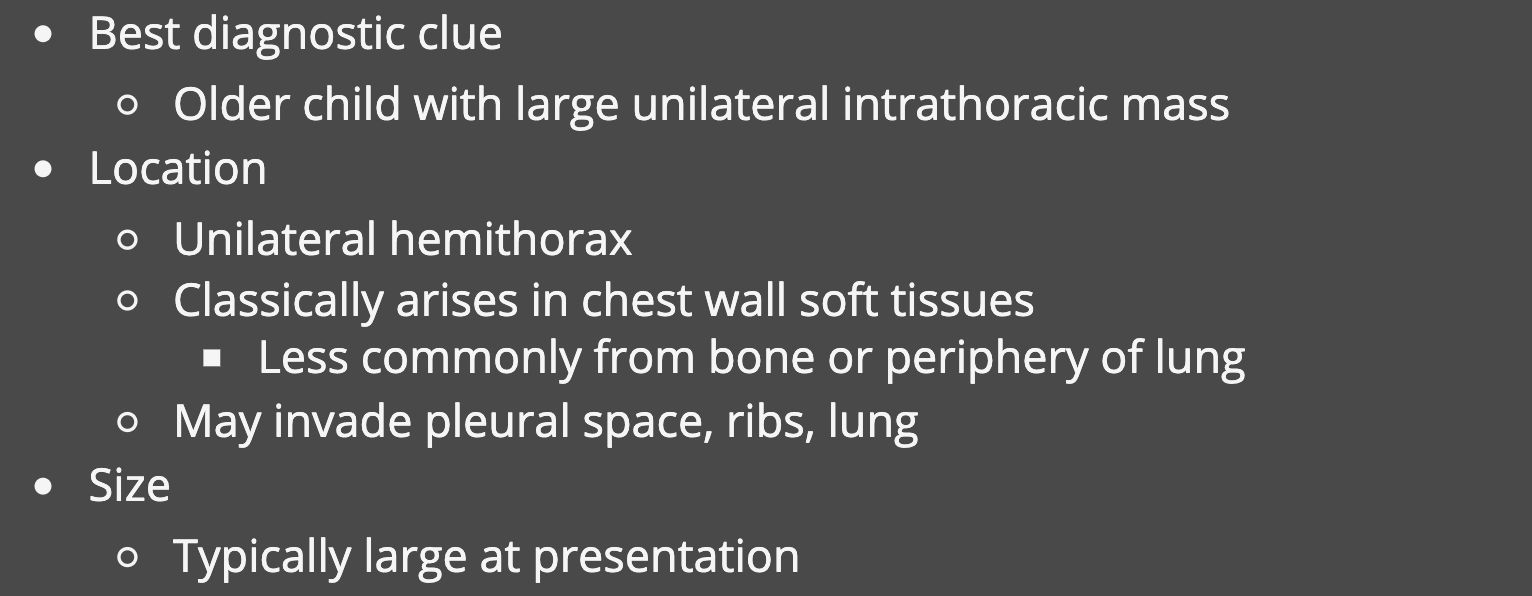 Best diagnostic clue
Older child with large unilateral intrathoracic mass
Location
Unilateral hemithorax
Classically arises in chest wall soft tissues
Less commonly from bone or periphery of lung
May invade pleural space, ribs, lung
Size
Typically large at presentation